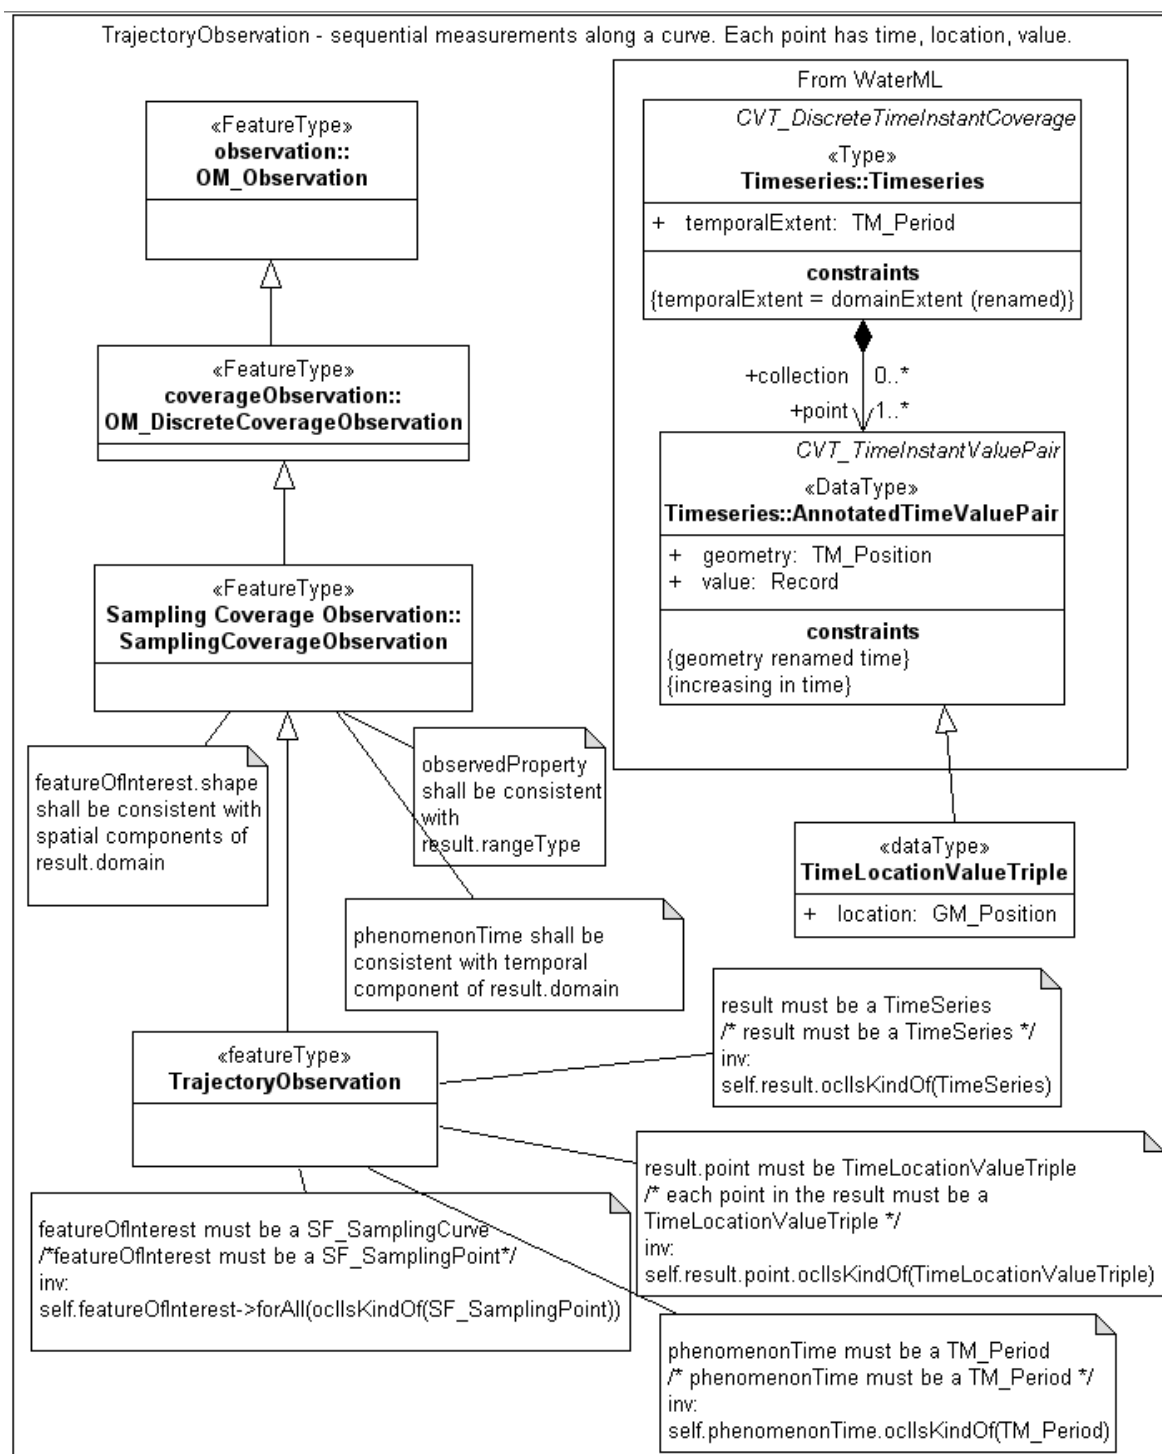 TrajectoryObservation - sequential measurements along a curve. Each point has time, location, value.
«FeatureType»
observation::
OM_Observation
«FeatureType»
coverageObservation::
OM_DiscreteCoverageObservation
«FeatureType»
Sampling Coverage Observation::
SamplingCoverageObservation
From WaterML
CVT_DiscreteTimeInstantCoverage
«Type»
Timeseries::Timeseries
+ temporalExtent: TM_Period
constraints
{temporalExtent = domainExtent (renamed)}
+collection 0..*
+point 1..*
CVT_TimeInstantValuePair
«DataType»
Timeseries::AnnotatedTimeValuePair
+ geometry: TM_Position
+ value: Record
constraints
{geometry renamed time}
{increasing in time}
featureOfInterest.shape
shall be consistent with
spatial components of
result.domain
observedProperty
shall be consistent
with
result.rangeType
phenomenonTime shall be
consistent with temporal
component of result.domain
«dataType»
TimeLocationValueTriple
+ location: GM_Position
«featureType»
TrajectoryObservation
result must be a TimeSeries
/* result must be a TimeSeries */
inv:
self.result.oclIsKindOf(TimeSeries)
result.point must be TimeLocationValueTriple
/* each point in the result must be a
TimeLocationValueTriple */
inv:
self.result.point.oclIsKindOf(TimeLocationValueTriple)
featureOfInterest must be a SF_SamplingCurve
/*featureOfInterest must be a SF_SamplingPoint*/
inv:
self.featureOfInterest->forAll(oclIsKindOf(SF_SamplingPoint))
phenomenonTime must be a TM_Period
/* phenomenonTime must be a TM_Period */
inv:
self.phenomenonTime.oclIsKindOf(TM_Period)